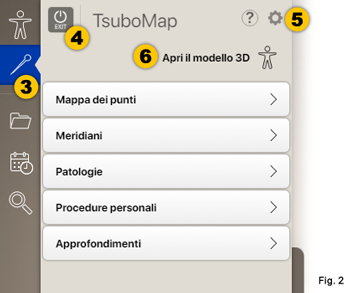 EXIT
TsuboMap
?
5
4
6 Apri il modello 3D
3
Mappa dei punti
Meridiani
Patologie
Procedure personali
Approfondimenti
Fig. 2